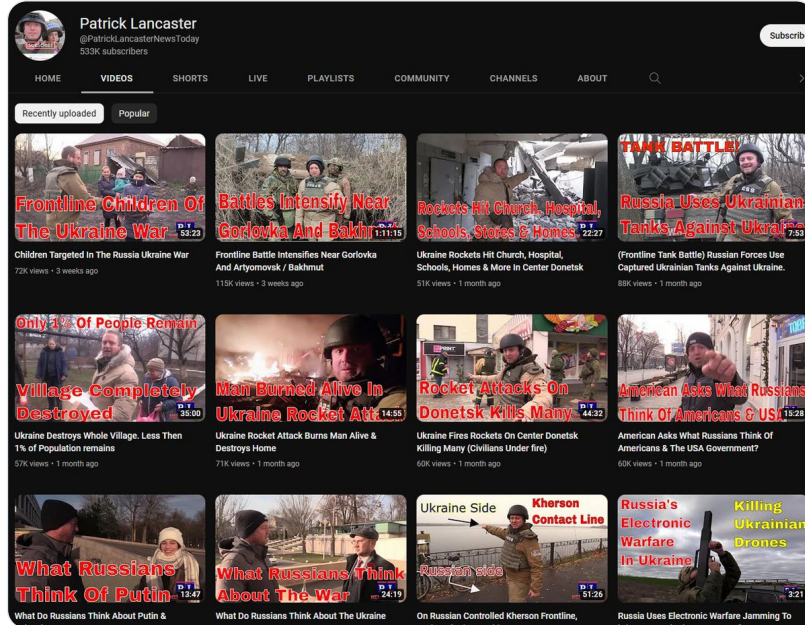 Patrick Lancaster
@PatrickLancasterNewsToday
533K subscribers
Subscrib
HOME VIDEOS SHORTS LIVE PLAYLISTS COMMUNITY CHANNELS ABOUT
Recently uploaded Popular
Frontline Children Of
The Ukraine War
53:23
Children Targeted In The Russia Ukraine War
72K views • 3 weeks ago
Battles Intensify Near
Gorlovka And Bakhm
1:11:15
Frontline Battle Intensifies Near Gorlovka
And Artyomovsk / Bakhmut
115K views • 3 weeks ago
Rockets Hit Church, Hospital,
Schools, Stores & Homes
22:27
Ukraine Rockets Hit Church, Hospital,
Schools, Homes & More In Center Donetsk
51K views • 1 month ago
TANK BATTLE!
Russia Uses Ukrainian
Tanks Against Ukraine
7:53
(Frontline Tank Battle) Russian Forces Use
Captured Ukrainian Tanks Against Ukraine.
88K views • 1 month ago
Only 1% Of People Remain
Village Completely
Destroyed
35:00
Ukraine Destroys Whole Village. Less Then
1% of Population remains
57K views • 1 month ago
Man Burned Alive In
Ukraine Rocket Atta
14:55
Ukraine Rocket Attack Burns Man Alive &
Destroys Home
71K views • 1 month ago
Rocket Attacks On
Donetsk Kills Many
44:32
Ukraine Fires Rockets On Center Donetsk
Killing Many (Civilians Under fire)
60K views • 1 month ago
American Asks What Russians
Think Of Americans & USA
15:28
American Asks What Russians Think Of
Americans & The USA Government?
60K views • 1 month ago
What Russians
Think Of Putin
13:47
What Do Russians Think About Putin &
What Russians Think
About The War
24:19
What Do Russians Think About The Ukraine
Ukraine Side
Kherson
Contact Line
Russian side
51:26
On Russian Controlled Kherson Frontline,
Russia's
Electronic
Warfare
In Ukraine
Killing
Ukrainian
Drones
3:21
Russia Uses Electronic Warfare Jamming To